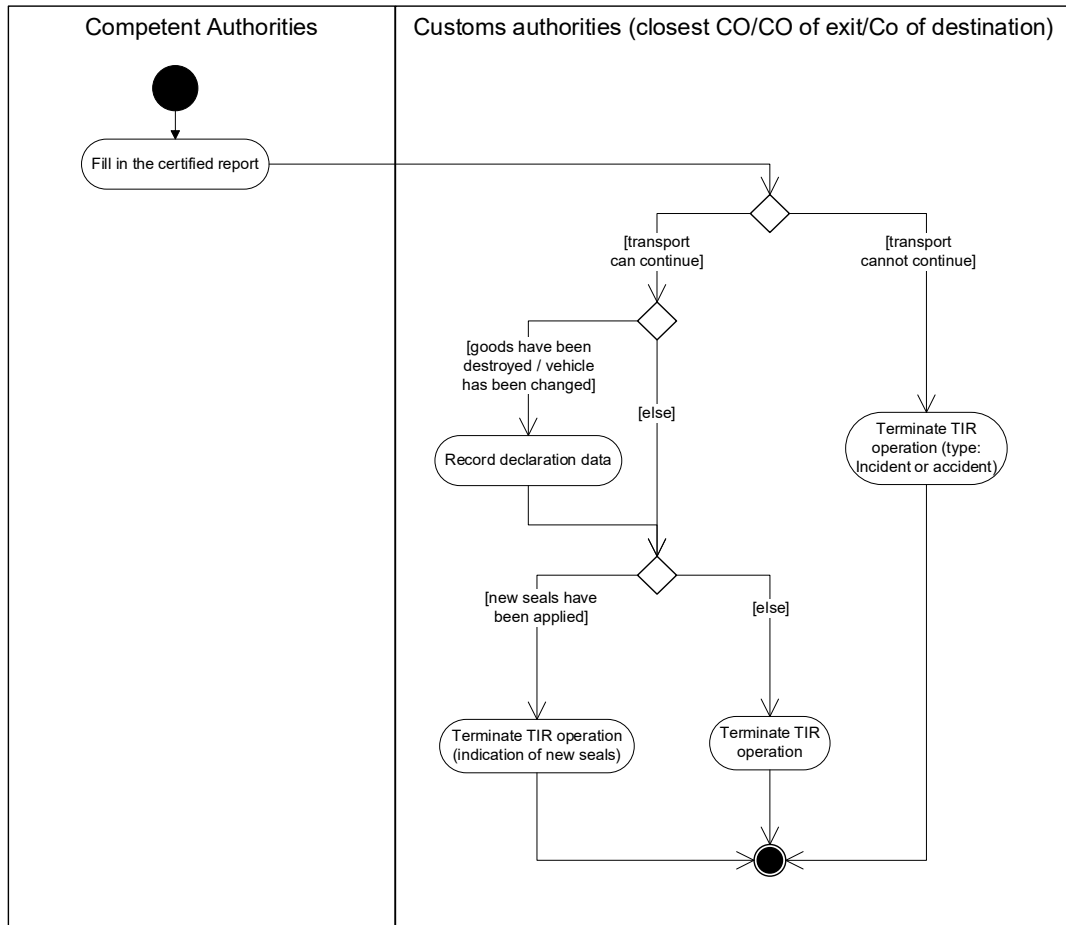 Competent Authorities
Customs authorities (closest CO/CO of exit/Co of destination)
Fill in the certified report
[transport
can continue]
[transport
cannot continue]
[goods have been
destroyed / vehicle
has been changed]
[else]
Terminate TIR
operation (type:
Incident or accident)
Record declaration data
[new seals have
been applied]
[else]
Terminate TIR operation
(indication of new seals)
Terminate TIR
operation